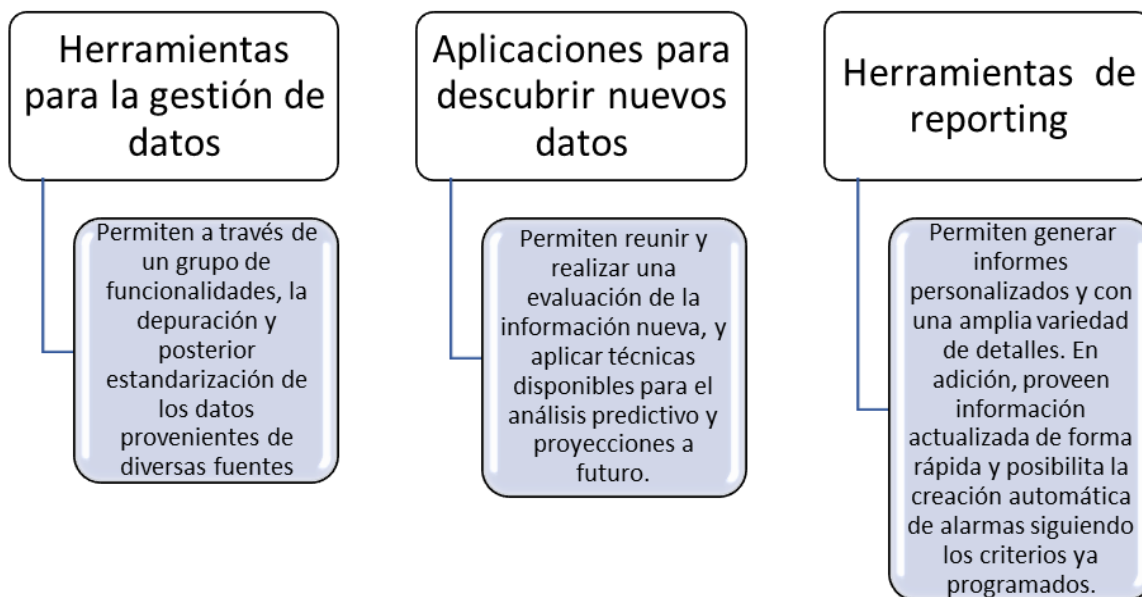 Herramientas
para la gestión de
datos
Permiten a través de
un grupo de
funcionalidades, la
depuración y
posterior
estandarización de
los datos
provenientes de
diversas fuentes
Aplicaciones para
descubrir nuevos
datos
Permiten reunir y
realizar una
evaluación de la
información nueva, y
aplicar técnicas
disponibles para el
análisis predictivo y
proyecciones a
futuro.
Herramientas de
reporting
Permiten generar
informes
personalizados y con
una amplia variedad
de detalles. En
adición, proveen
información
actualizada de forma
rápida y posibilita la
creación automática
de alarmas siguiendo
los criterios ya
programados.